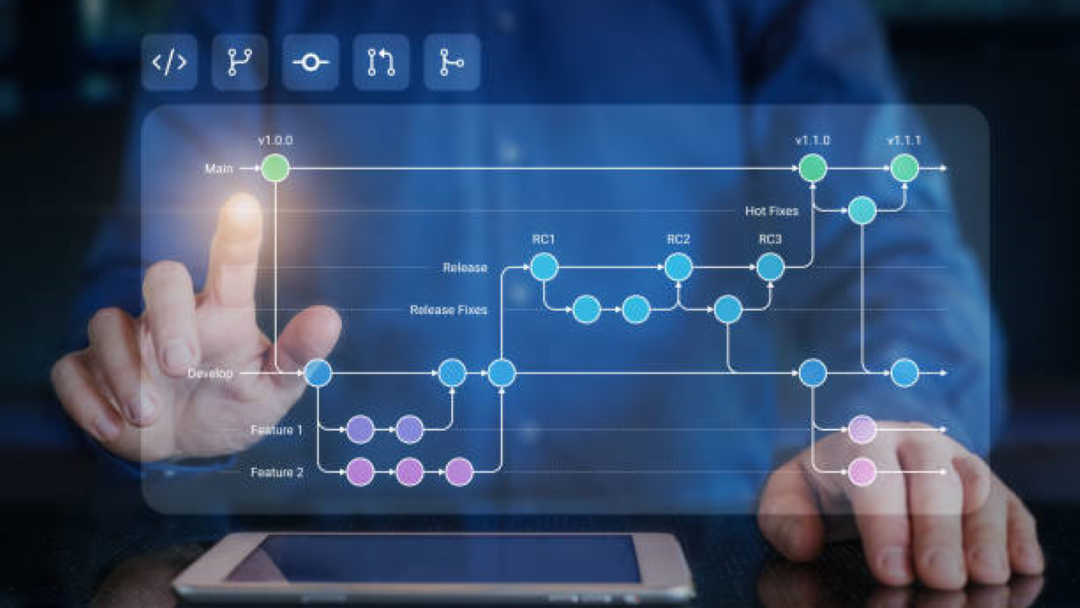 </>
v1.0.0
v1.1.0
v1.1.1
Main
Hot Fixes
RC1
RC2
RC3
Release
Release Fixes
Develop
Feature 1
Feature 2